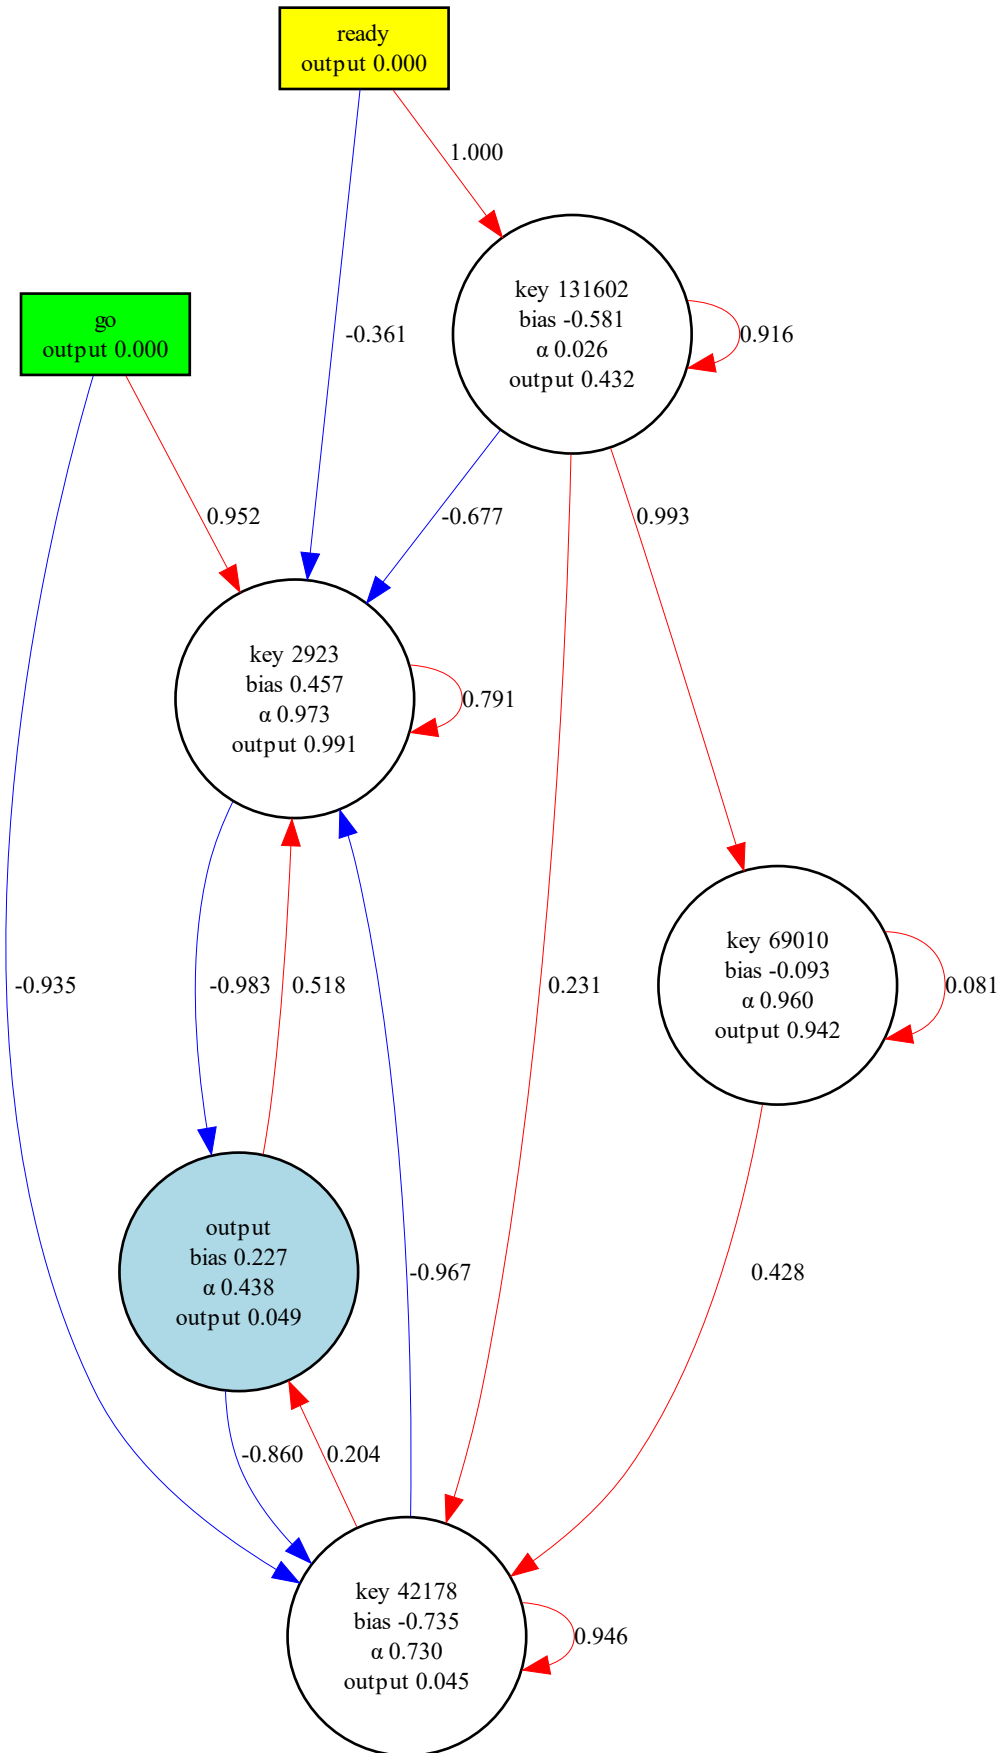 ready
output 0.000
1.000
key 131602
bias -0.581
α 0.026
output 0.432
0.916
go
output 0.000
-0.361
0.952
-0.677
0.993
key 2923
bias 0.457
α 0.973
output 0.991
0.791
key 69010
bias -0.093
α 0.960
output 0.942
0.081
-0.935
-0.983
0.518
0.231
output
bias 0.227
α 0.438
output 0.049
-0.967
0.428
-0.860
0.204
key 42178
bias -0.735
α 0.730
output 0.045
0.946